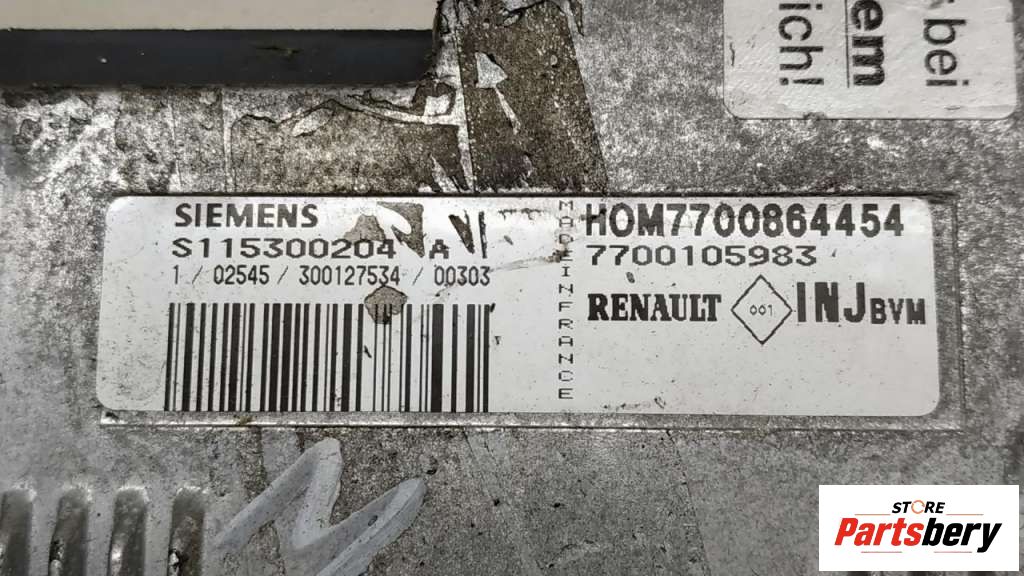 r bei
em
ich!
SIEMENS
S115300204 A
1 / 02545 / 300127534 / 00303
MADE IN FRANCE
HOM7700864454
7700105983
RENAULT 001 INJ BVM
STORE
Partsbery